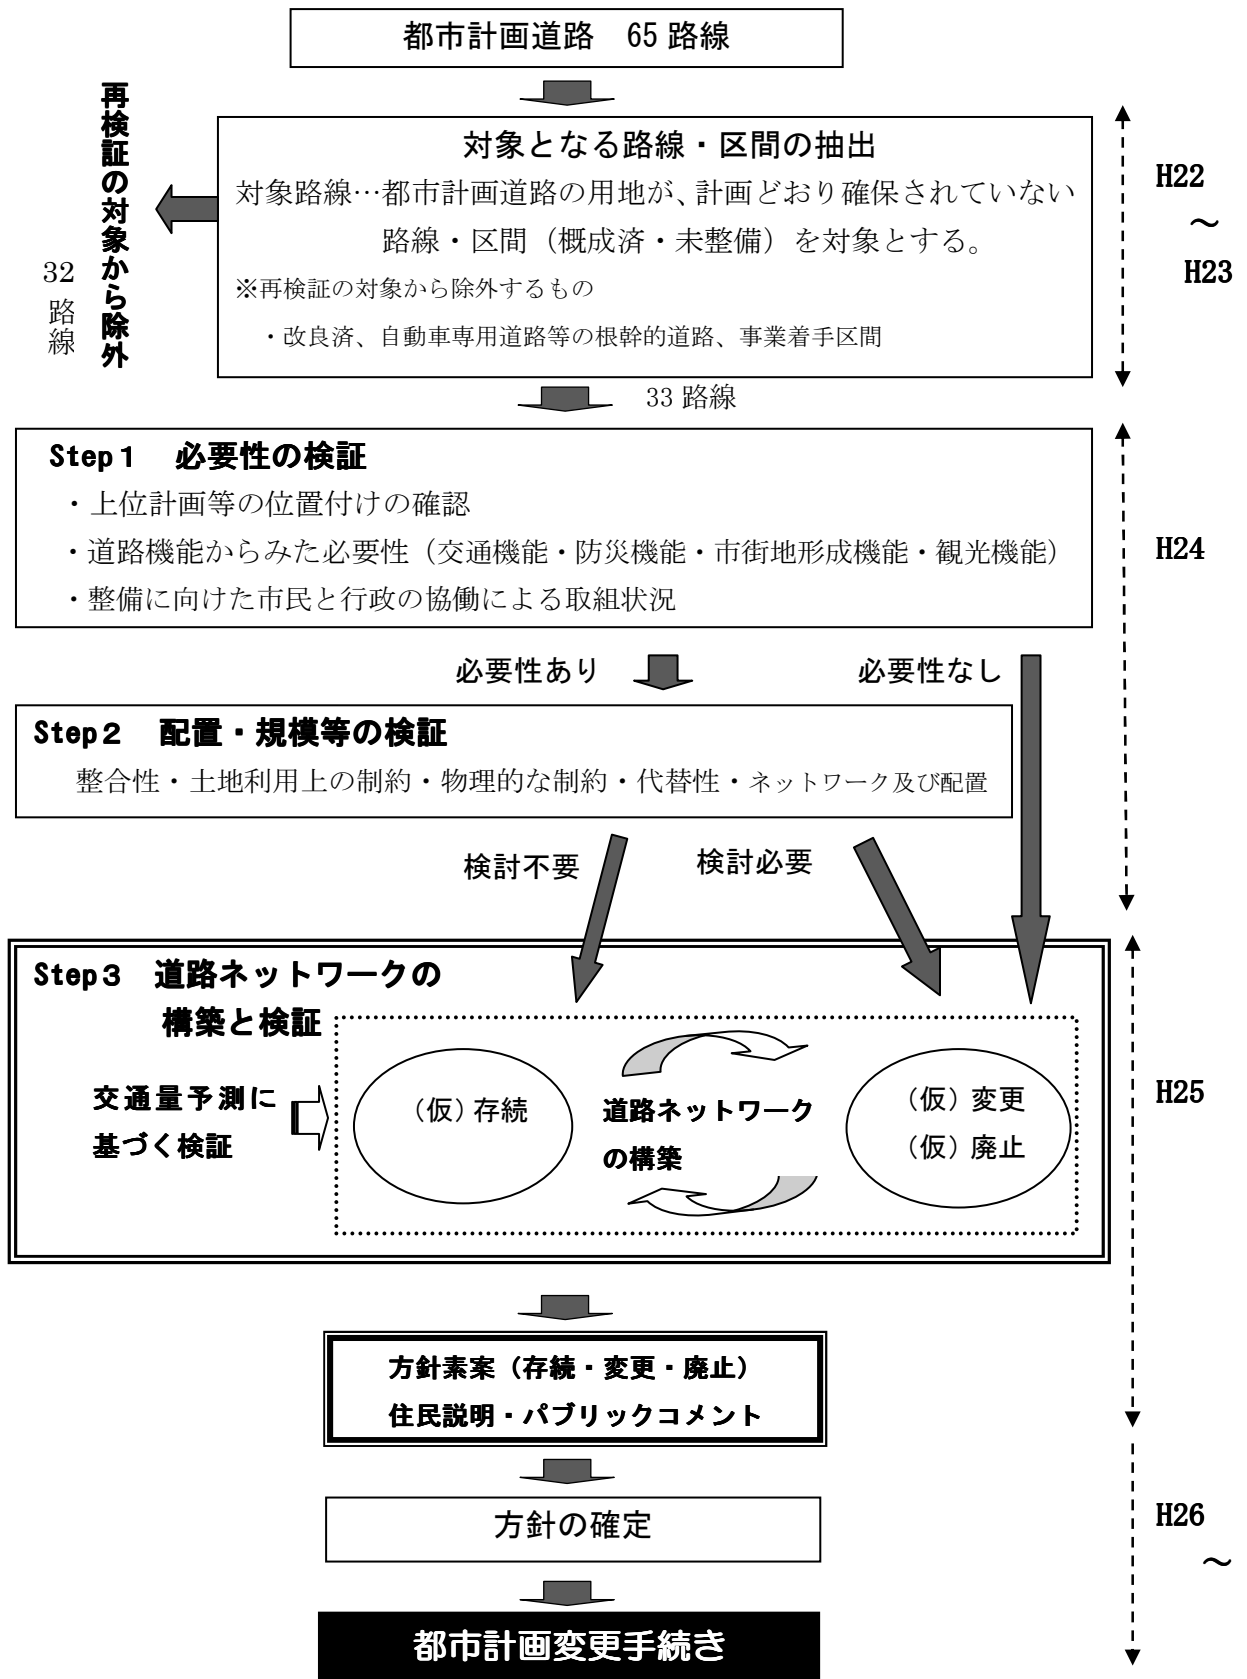 都市計画道路　65 路線
再検証の対象から除外
32
路線
対象となる路線・区間の抽出
対象路線…都市計画道路の用地が、計画どおり確保されていない
路線・区間（概成済・未整備）を対象とする。
※再検証の対象から除外するもの
・改良済、自動車専用道路等の根幹的道路、事業着手区間
H22
～
H23
33 路線
Step１　必要性の検証
・上位計画等の位置付けの確認
・道路機能からみた必要性（交通機能・防災機能・市街地形成機能・観光機能）
・整備に向けた市民と行政の協働による取組状況
H24
必要性あり
必要性なし
Step２　配置・規模等の検証
整合性・土地利用上の制約・物理的な制約・代替性・ネットワーク及び配置
検討不要
検討必要
Step３　道路ネットワークの
構築と検証
交通量予測に
基づく検証
（仮）存続
道路ネットワーク
の構築
（仮）変更
（仮）廃止
H25
方針素案（存続・変更・廃止）
住民説明・パブリックコメント
方針の確定
H26
～
都市計画変更手続き